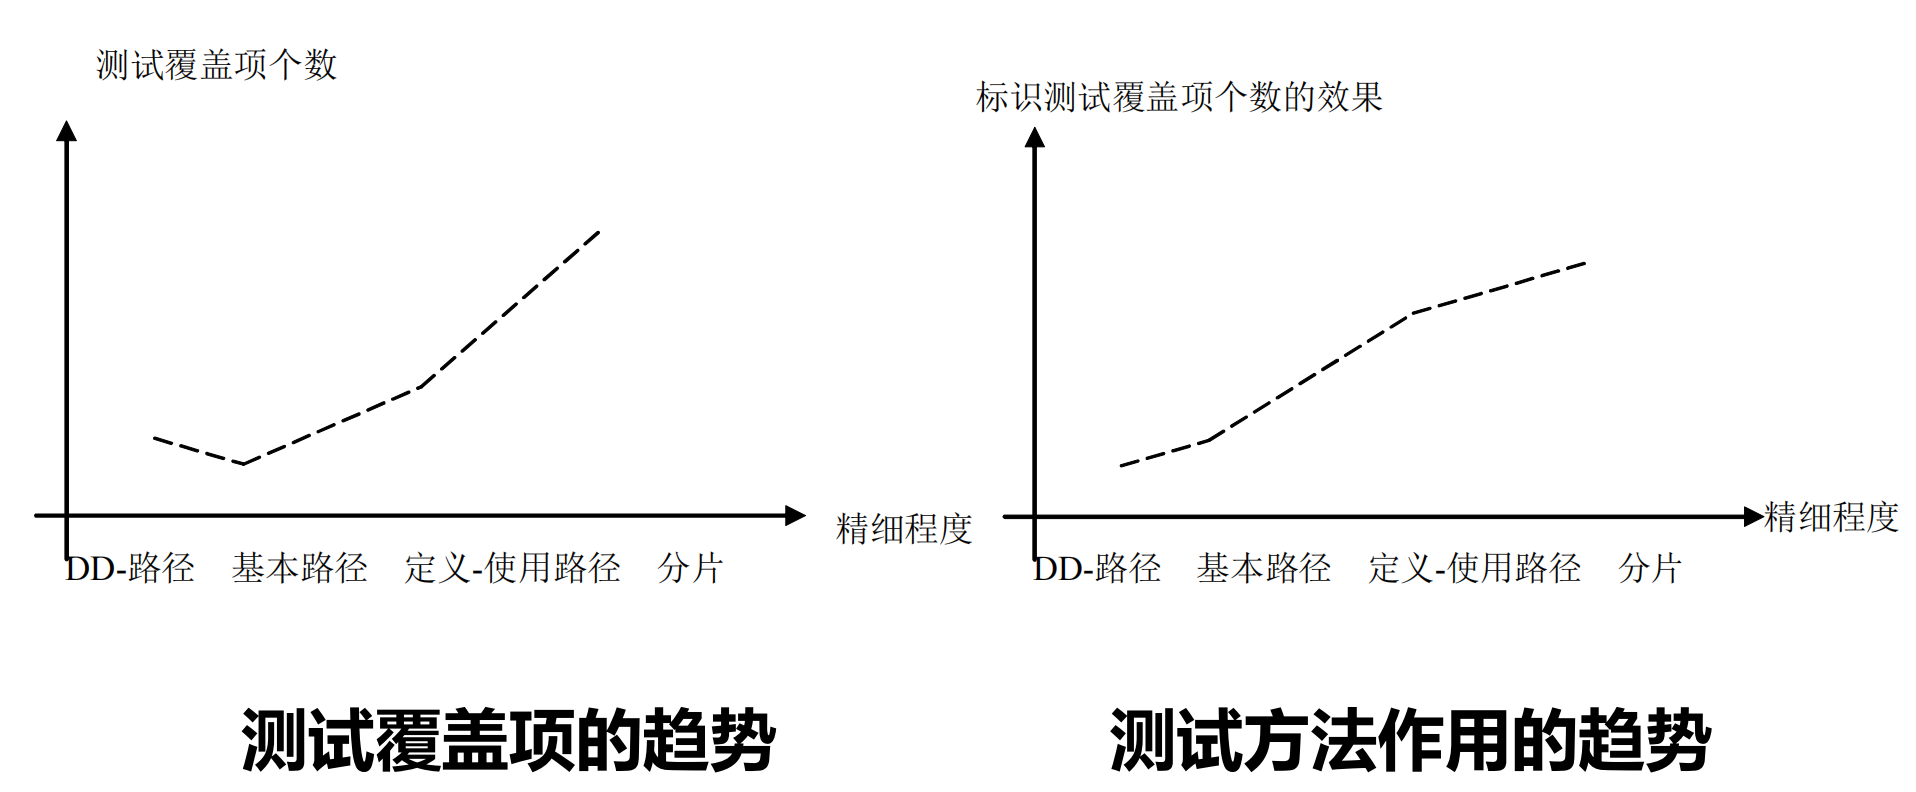 测试覆盖项个数
精细程度
DD-路径 基本路径 定义-使用路径 分片
测试覆盖项的趋势
标识测试覆盖项个数的效果
精细程度
DD-路径 基本路径 定义-使用路径 分片
测试方法作用的趋势